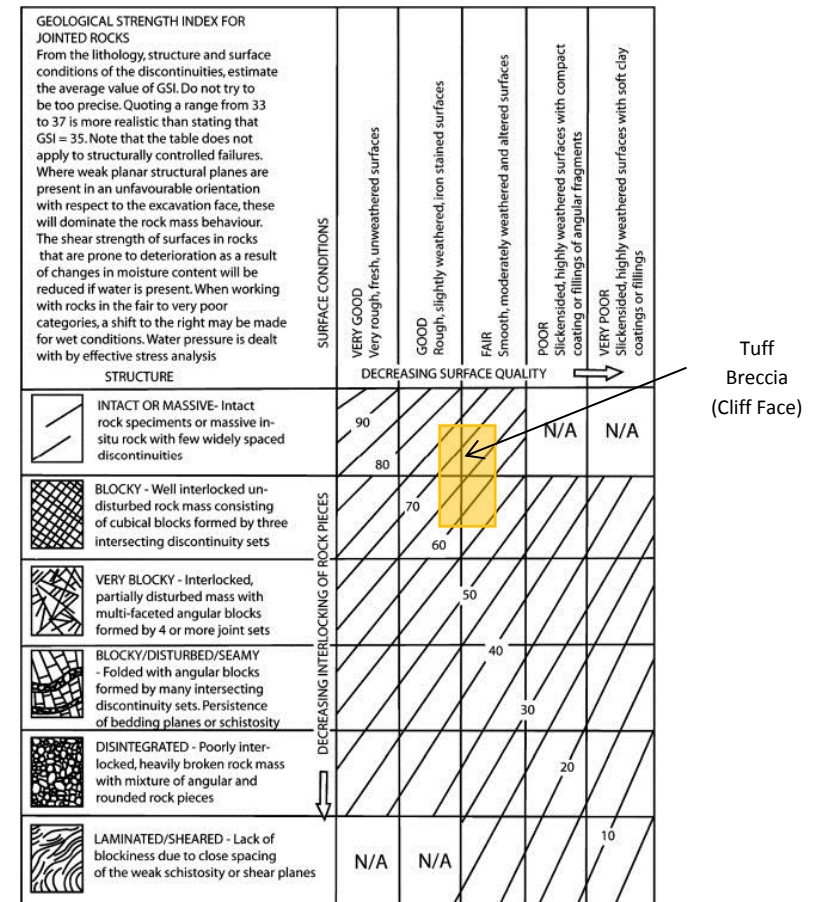 GEOLOGICAL STRENGTH INDEX FOR
JOINTED ROCKS
From the lithology, structure and surface
conditions of the discontinuities, estimate
the average value of GSI. Do not try to
be too precise. Quoting a range from 33
to 37 is more realistic than stating that
GSI = 35. Note that the table does not
apply to structurally controlled failures.
Where weak planar structural planes are
present in an unfavourable orientation
with respect to the excavation face, these
will dominate the rock mass behaviour.
The shear strength of surfaces in rocks
that are prone to deterioration as a result
of changes in moisture content will be
reduced if water is present. When working
with rocks in the fair to very poor
categories, a shift to the right may be made
for wet conditions. Water pressure is dealt
with by effective stress analysis
STRUCTURE
SURFACE CONDITIONS
VERY GOOD
Very rough, fresh, unweathered surfaces
GOOD
Rough, slightly weathered, iron stained surfaces
FAIR
Smooth, moderately weathered and altered surfaces
POOR
Slickensided, highly weathered surfaces with compact
coating or fillings of angular fragments
VERY POOR
Slickensided, highly weathered surfaces with soft clay
coatings or fillings
DECREASING SURFACE QUALITY
Tuff
Breccia
(Cliff Face)
DECREASING INTERLOCKING OF ROCK PIECES
INTACT OR MASSIVE- Intact
rock specimens or massive in-
situ rock with few widely spaced
discontinuities
90
80
N/A
N/A
BLOCKY - Well interlocked un-
disturbed rock mass consisting
of cubical blocks formed by three
intersecting discontinuity sets
70
60
VERY BLOCKY - Interlocked,
partially disturbed mass with
multi-faceted angular blocks
formed by 4 or more joint sets
50
BLOCKY/DISTURBED/SEAMY
- Folded with angular blocks
formed by many intersecting
discontinuity sets. Persistence
of bedding planes or schistosity
40
30
DISINTEGRATED - Poorly inter-
locked, heavily broken rock mass
with mixture of angular and
rounded rock pieces
20
LAMINATED/SHEARED - Lack of
blockiness due to close spacing
of the weak schistosity or shear planes
N/A
N/A
10